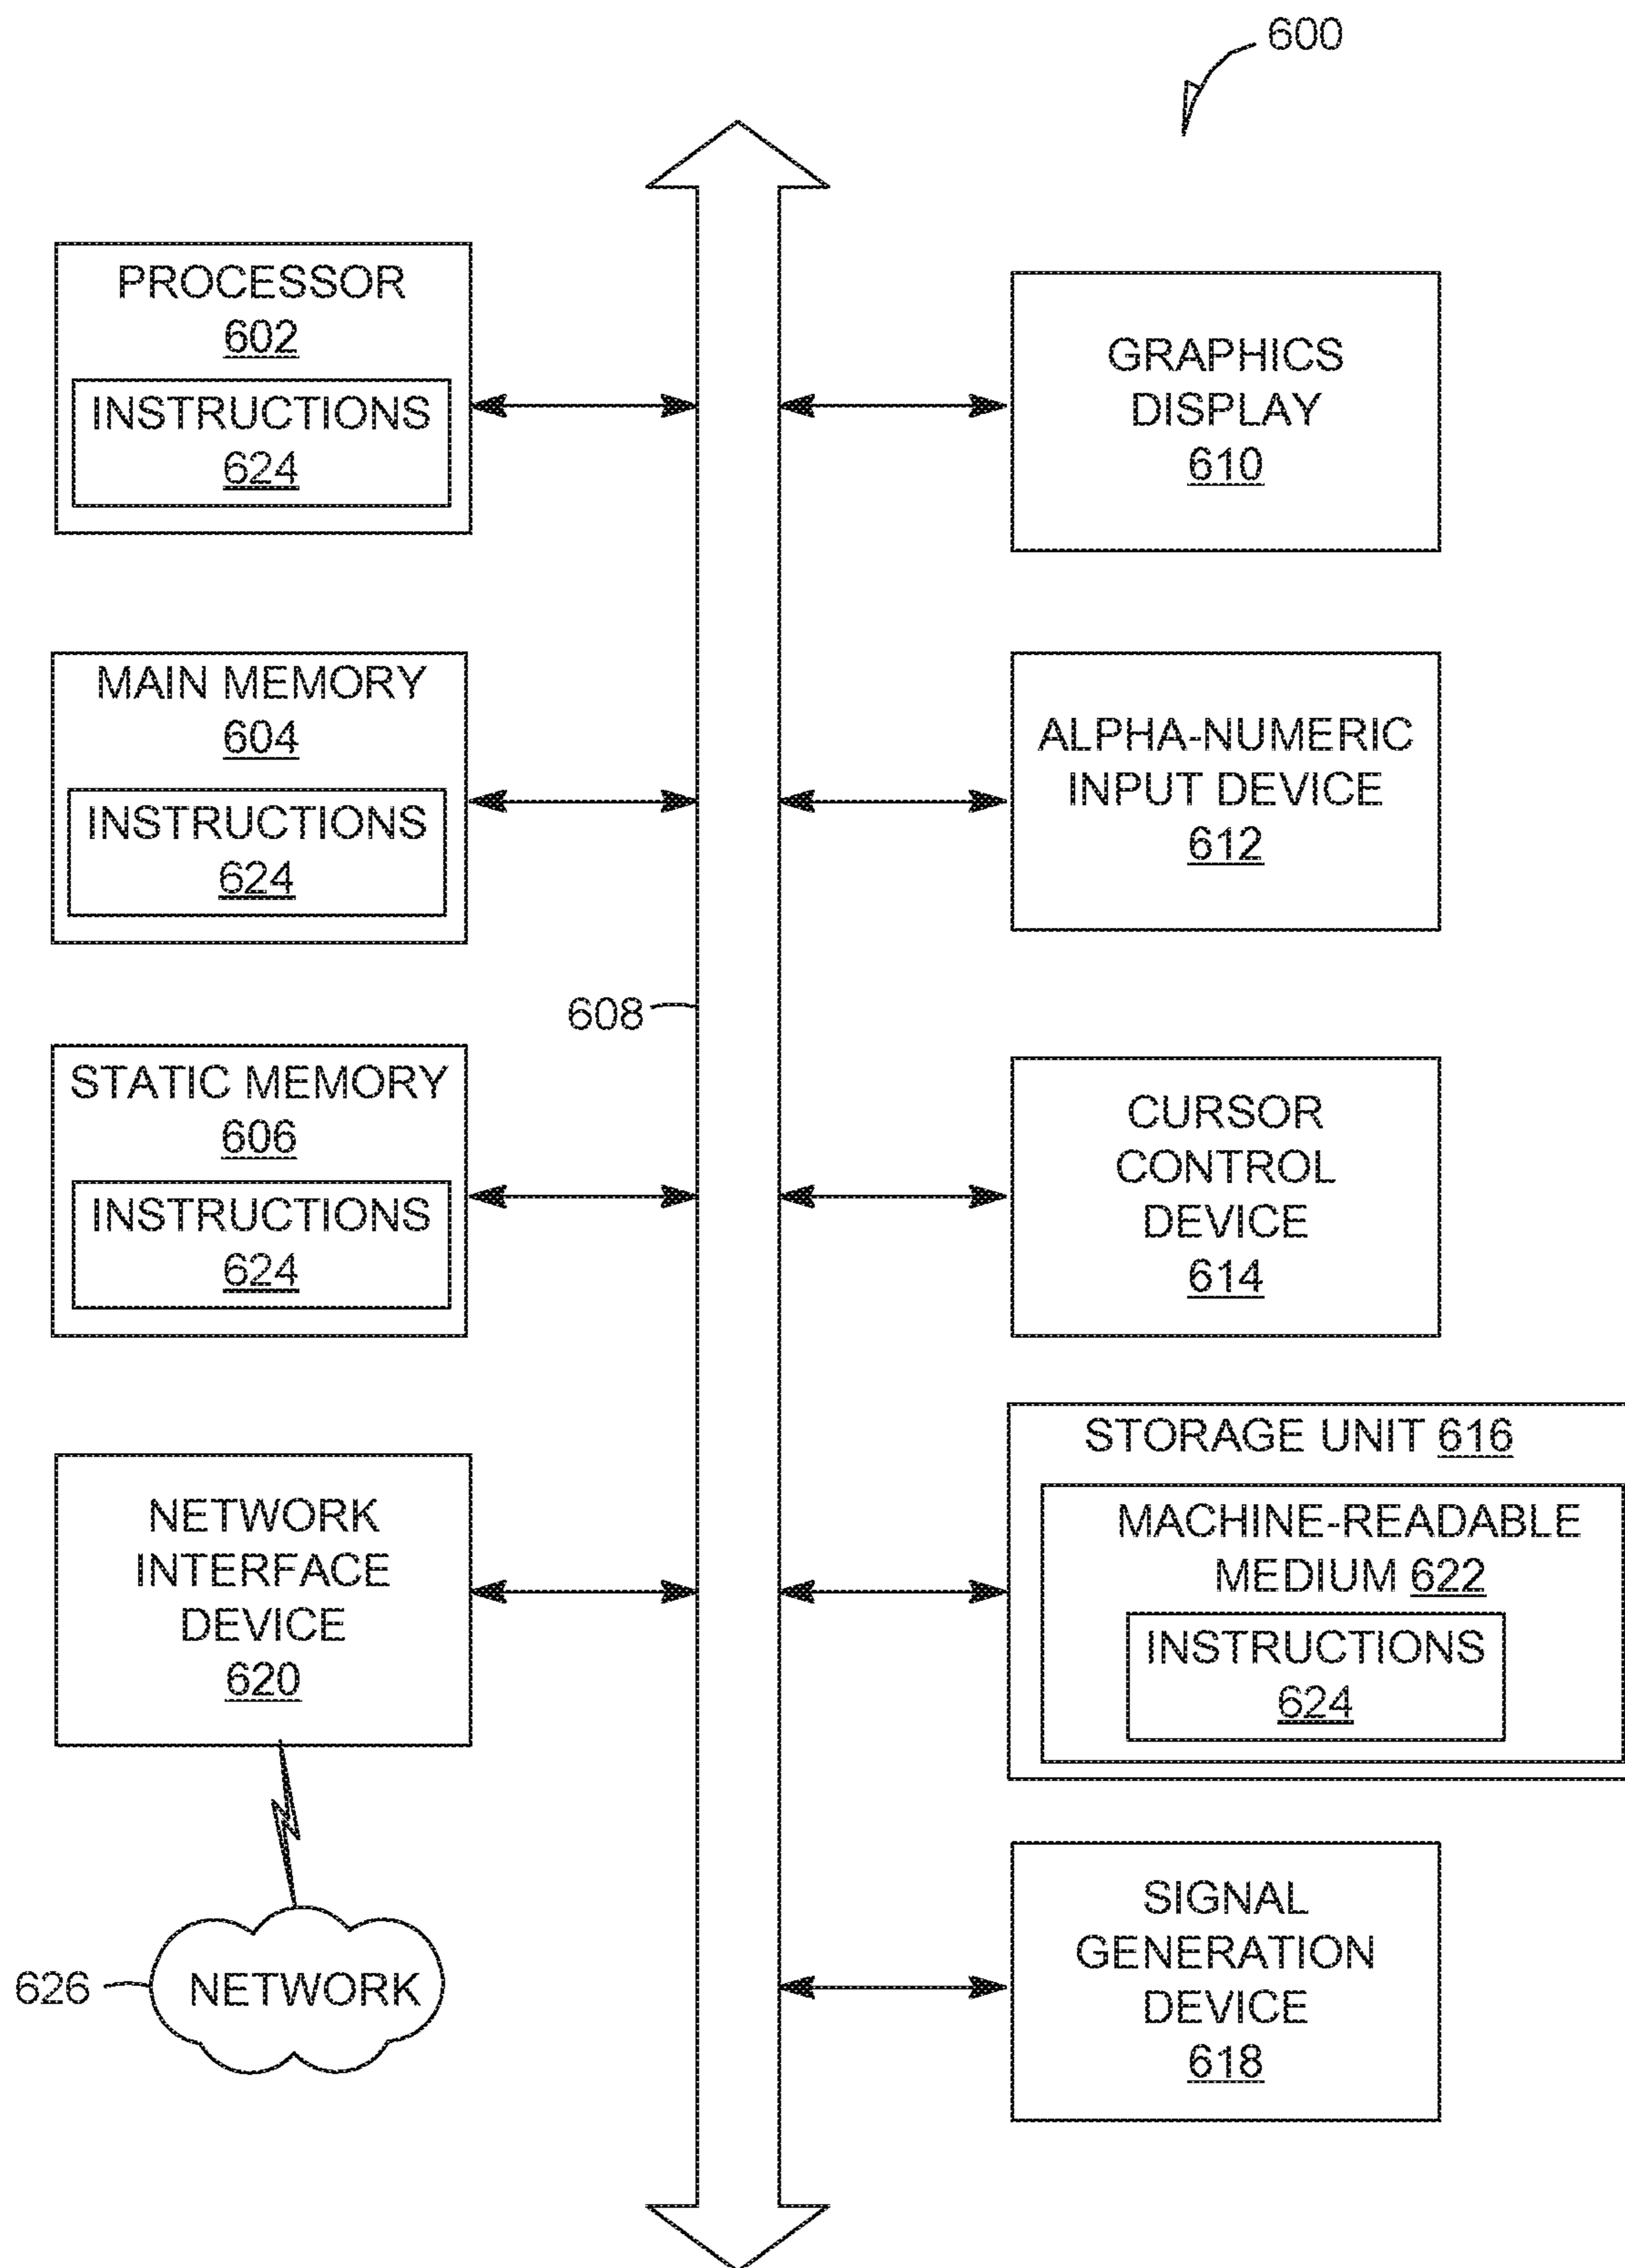 600
PROCESSOR
602
INSTRUCTIONS
624
MAIN MEMORY
604
INSTRUCTIONS
624
608
STATIC MEMORY
606
INSTRUCTIONS
624
NETWORK
INTERFACE
DEVICE
620
626
NETWORK
GRAPHICS
DISPLAY
610
ALPHA-NUMERIC
INPUT DEVICE
612
CURSOR
CONTROL
DEVICE
614
STORAGE UNIT 616
MACHINE-READABLE
MEDIUM 622
INSTRUCTIONS
624
SIGNAL
GENERATION
DEVICE
618